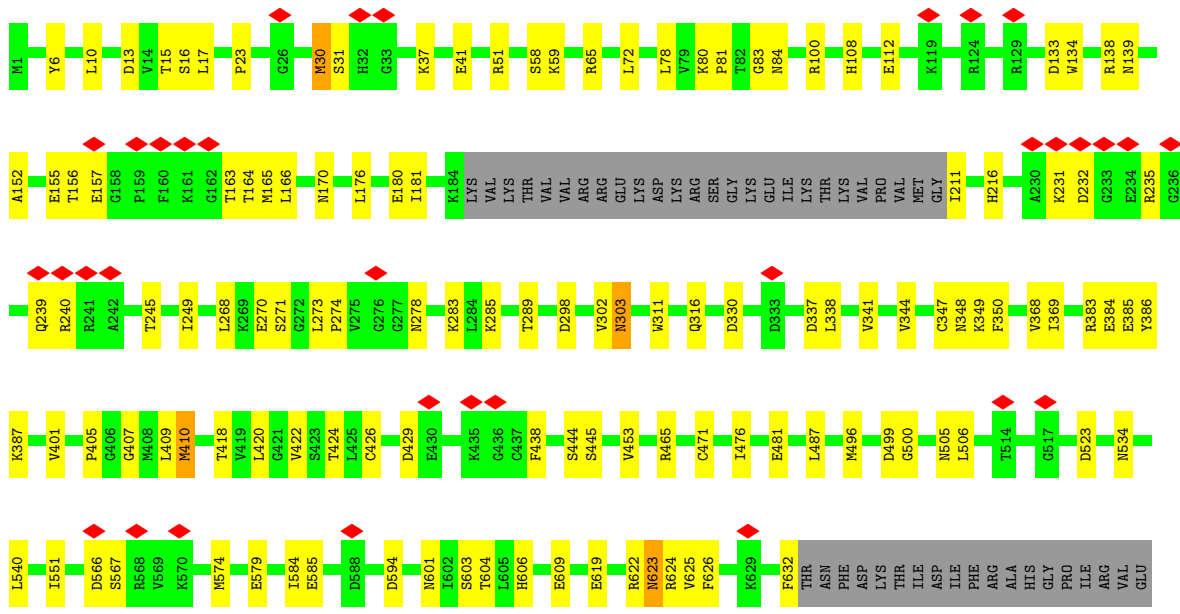 M1 Y6 L10 D13 V14 T15 S16 L17 P23 G26 M30 S31 H32 G33 K37 E41 R51 S58 K59 R65 L72 L78 V79 K80 P81 T82 G83 N84 R100 H108 E112 K119 R124 R129 D133 W134 R138 N139
A152 E155 T156 E157 G158 P159 F160 K161 G162 T163 T164 M165 L166 N170 L176 E180 I181 K184 LYS VAL LYS THR VAL VAL ARG ARG GLU LYS ASP LYS ARG SER GLY LYS GLU ILE LYS THR LYS VAL PRO VAL MET GLY I211 H216 A230 K231 D232 G233 E234 R235 G236
Q239 R240 R241 A242 T245 I249 L268 K269 E270 S271 G272 L273 P274 V275 G276 G277 N278 K283 L284 K285 T289 D298 V302 N303 W311 Q316 D330 D333 D337 L338 V341 V344 C347 N348 K349 F350 V368 I369 R383 E384 E385 Y386
K387 V401 P405 G406 G407 M408 L409 M410 T418 V419 L420 G421 V422 S423 T424 L425 C426 D429 E430 K435 G436 C437 F438 S444 S445 V453 R465 C471 I476 E481 L487 M496 D499 G500 N505 L506 T514 G517 D523 N534
L540 I551 D566 S567 R568 V569 K570 M574 E579 I584 E585 D588 D594 N601 I602 S603 T604 L605 H606 E609 E619 R622 N623 R624 V625 F626 K629 F632 THR ASN PHE ASP LYS THR ILE ASP ILE PHE ARG ALA HIS GLY PRO ILE ARG VAL GLU